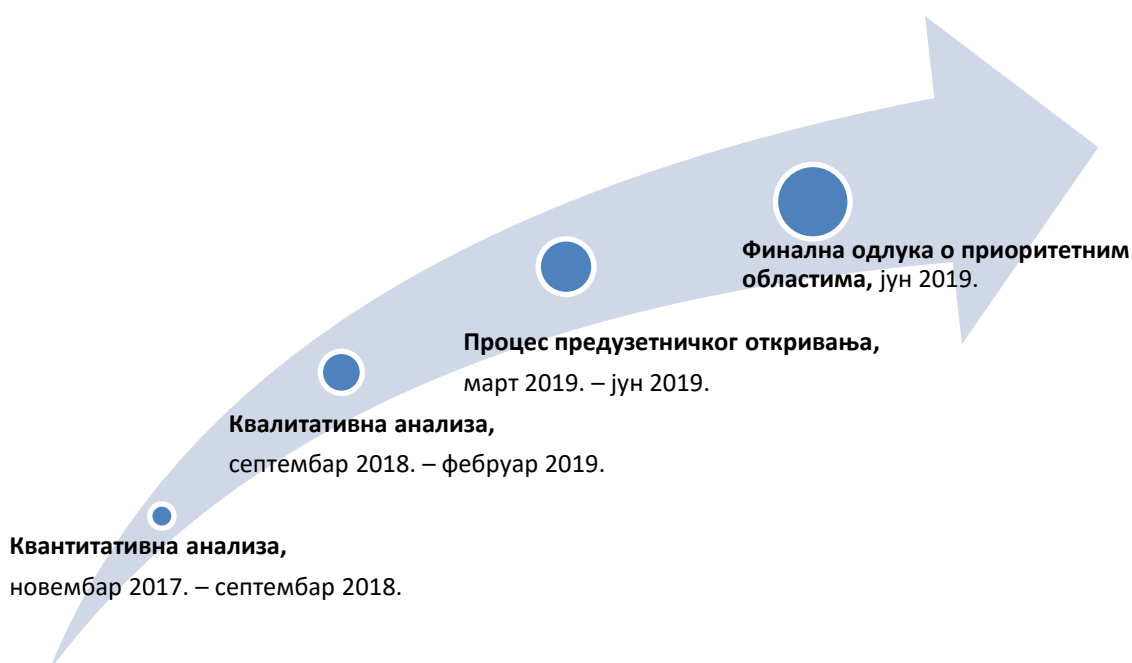 Финална одлука о приоритетним
областима, јун 2019.
Процес предузетничког откривања,
март 2019. – јун 2019.
Квалитативна анализа,
септембар 2018. – фебруар 2019.
Квантитативна анализа,
новембар 2017. – септембар 2018.